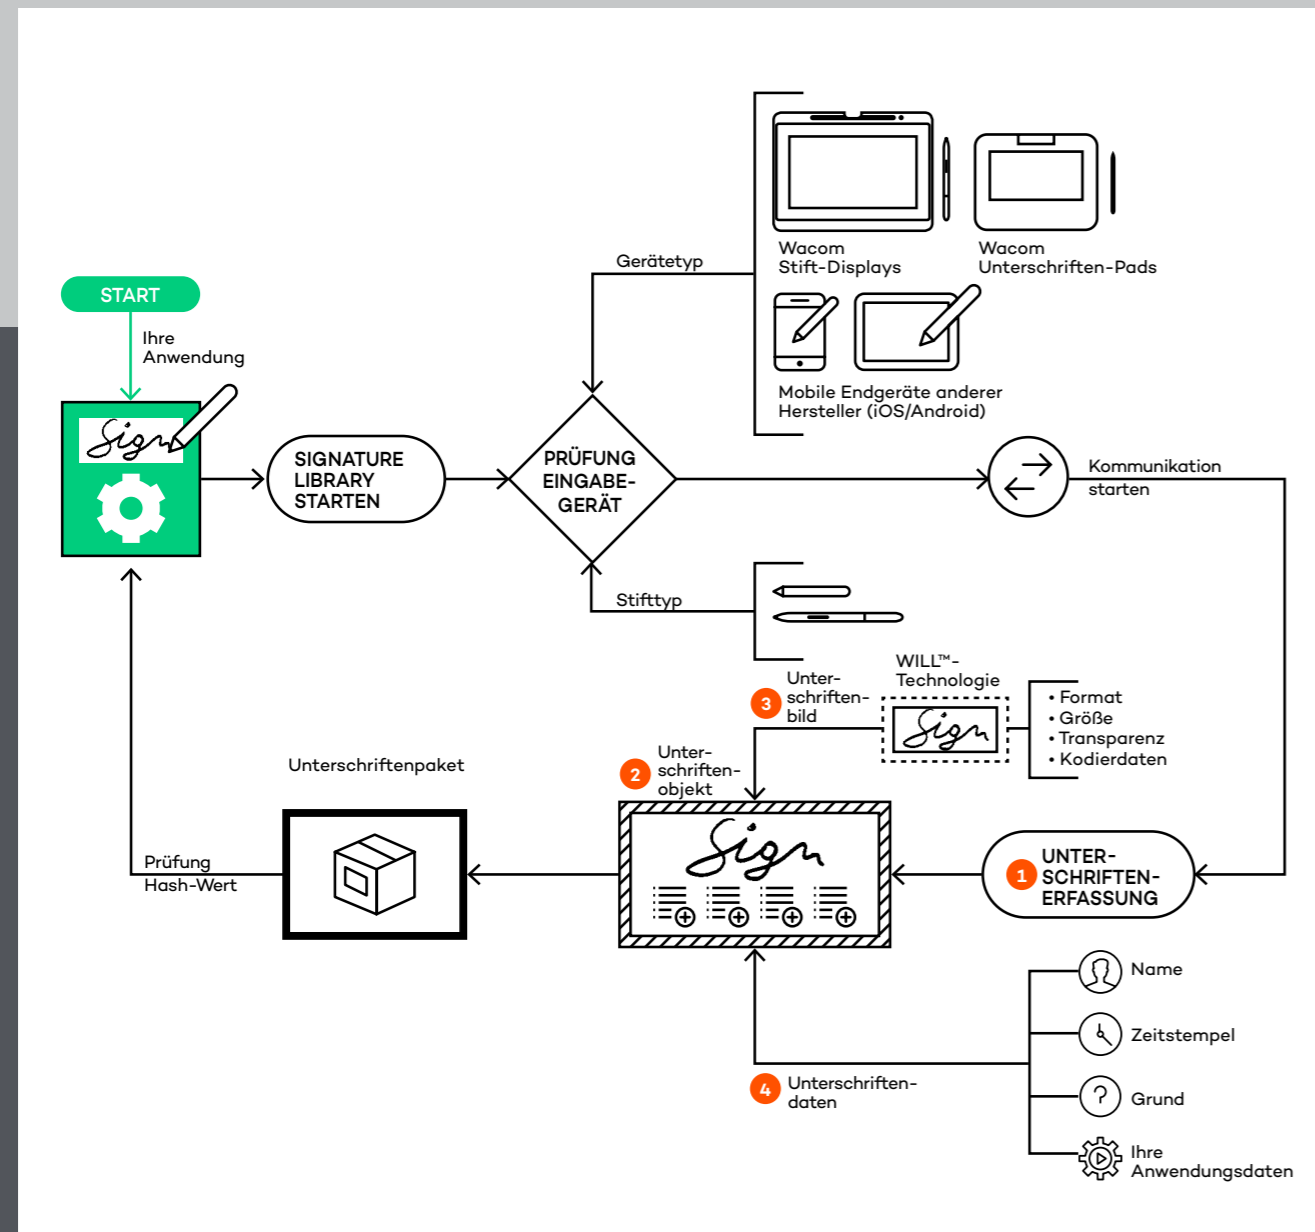 START
Ihre
Anwendung
Sign
SIGNATURE
LIBRARY
STARTEN
PRÜFUNG
EINGABE-
GERÄT
Gerätetyp
Wacom
Stift-Displays
Wacom
Unterschriften-Pads
Mobile Endgeräte anderer
Hersteller (iOS/Android)
Kommunikation
starten
Stifttyp
WILL™-
Technologie
Sign
• Format
• Größe
• Transparenz
• Kodierdaten
3
Unter-
schriften-
bild
2
Unter-
schriften-
objekt
Sign
1
UNTER-
SCHRIFTEN-
ERFASSUNG
Unterschriftenpaket
Prüfung
Hash-Wert
4
Unterschriften-
daten
Name
Zeitstempel
?
Grund
Ihre
Anwendungsdaten